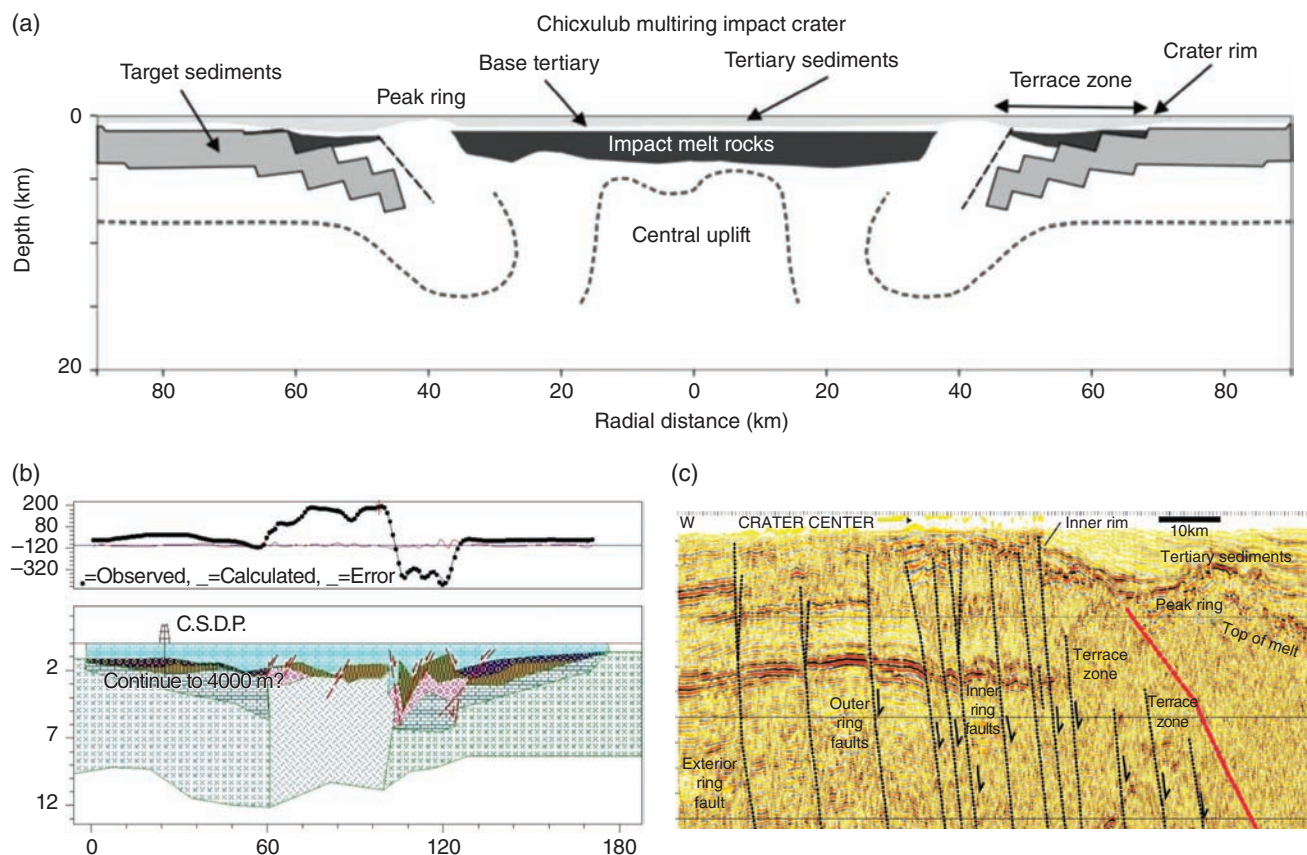 (a)
Chicxulub multiring impact crater
Target sediments
Peak ring
Base tertiary
Tertiary sediments
Terrace zone
Crater rim
Impact melt rocks
Central uplift
0
20
Depth (km)
80 60 40 20 0 20 40 60 80
Radial distance (km)
(b)
200
80
−120
−320
.=Observed, _=Calculated, _=Error
C.S.D.P.
Continue to 4000 m?
2
7
12
0 60 120 180
(c)
W CRATER CENTER
Inner rim
10km
Tertiary sediments
Peak ring
Top of melt
Terrace
zone
Terrace
zone
Outer
ring
faults
Inner
ring
faults
Exterior
ring
fault